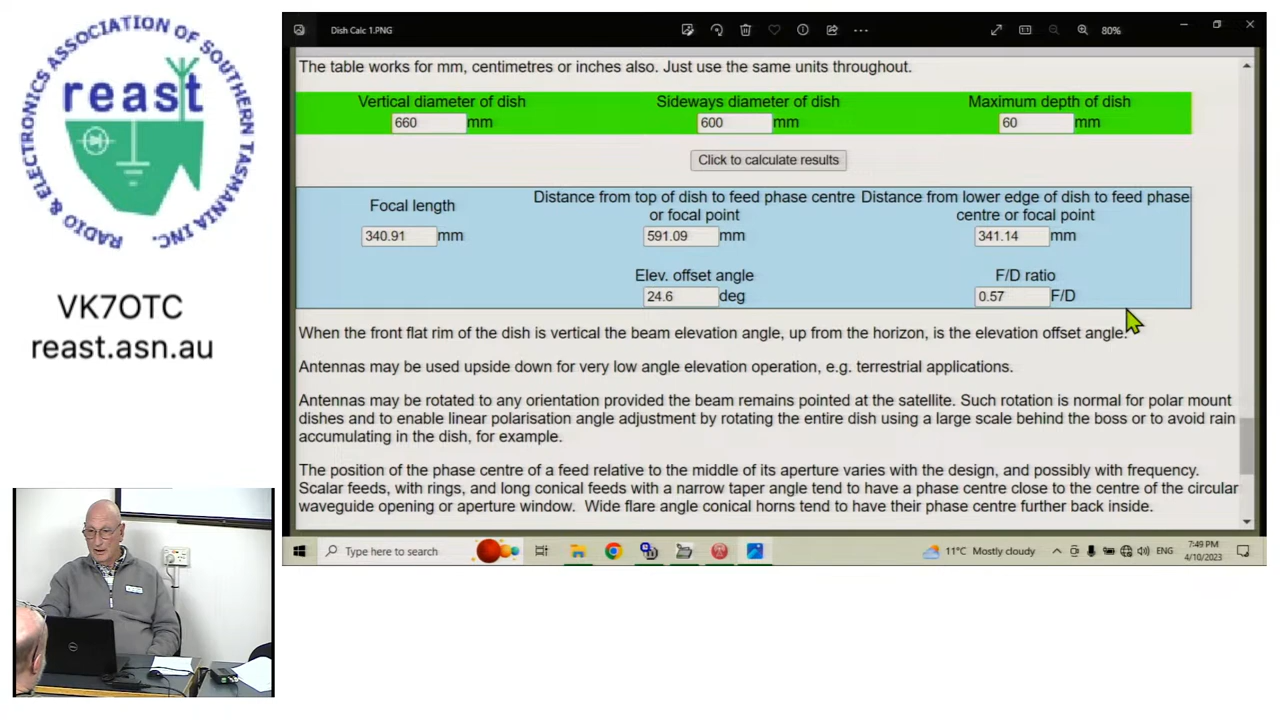 RADIO & ELECTRONICS ASSOCIATION OF SOUTHERN TASMANIA INC.
reast
VK7OTC
reast.asn.au
Dish Calc 1.PNG
80%
The table works for mm, centimetres or inches also. Just use the same units throughout.
Vertical diameter of dish Sideways diameter of dish Maximum depth of dish
660 mm 600 mm 60 mm
Click to calculate results
Focal length
Distance from top of dish to feed phase centre
or focal point
Distance from lower edge of dish to feed phase
centre or focal point
340.91 mm 591.09 mm 341.14 mm
Elev. offset angle F/D ratio
24.6 deg 0.57 F/D
When the front flat rim of the dish is vertical the beam elevation angle, up from the horizon, is the elevation offset angle.
Antennas may be used upside down for very low angle elevation operation, e.g. terrestrial applications.
Antennas may be rotated to any orientation provided the beam remains pointed at the satellite. Such rotation is normal for polar mount
dishes and to enable linear polarisation angle adjustment by rotating the entire dish using a large scale behind the boss or to avoid rain
accumulating in the dish, for example.
The position of the phase centre of a feed relative to the middle of its aperture varies with the design, and possibly with frequency.
Scalar feeds, with rings, and long conical feeds with a narrow taper angle tend to have a phase centre close to the centre of the circular
waveguide opening or aperture window. Wide flare angle conical horns tend to have their phase centre further back inside.
Type here to search
11°C Mostly cloudy
ENG
7:49 PM
4/10/2023
DELL